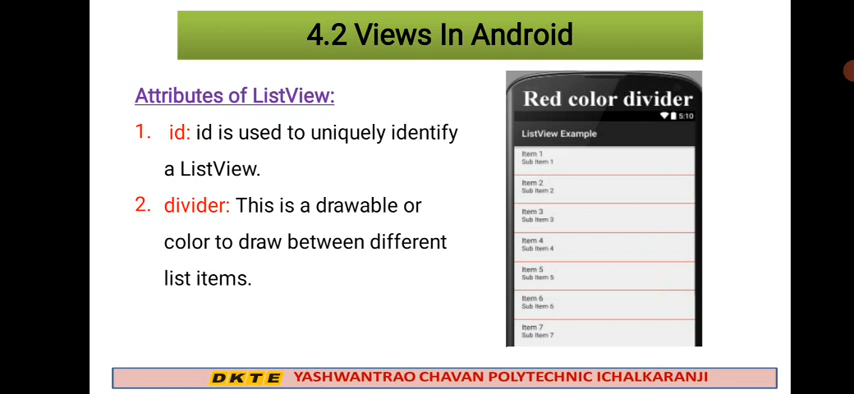 4.2 Views In Android
Attributes of ListView:
1. id: id is used to uniquely identify
a ListView.
2. divider: This is a drawable or
color to draw between different
list items.
Red color divider
5:10
ListView Example
Item 1
Sub Item 1
Item 2
Sub Item 2
Item 3
Sub Item 3
Item 4
Sub Item 4
Item 5
Sub Item 5
Item 6
Sub Item 6
Item 7
Sub Item 7
DKTE YASHWANTRAO CHAVAN POLYTECHNIC ICHALKARANJI